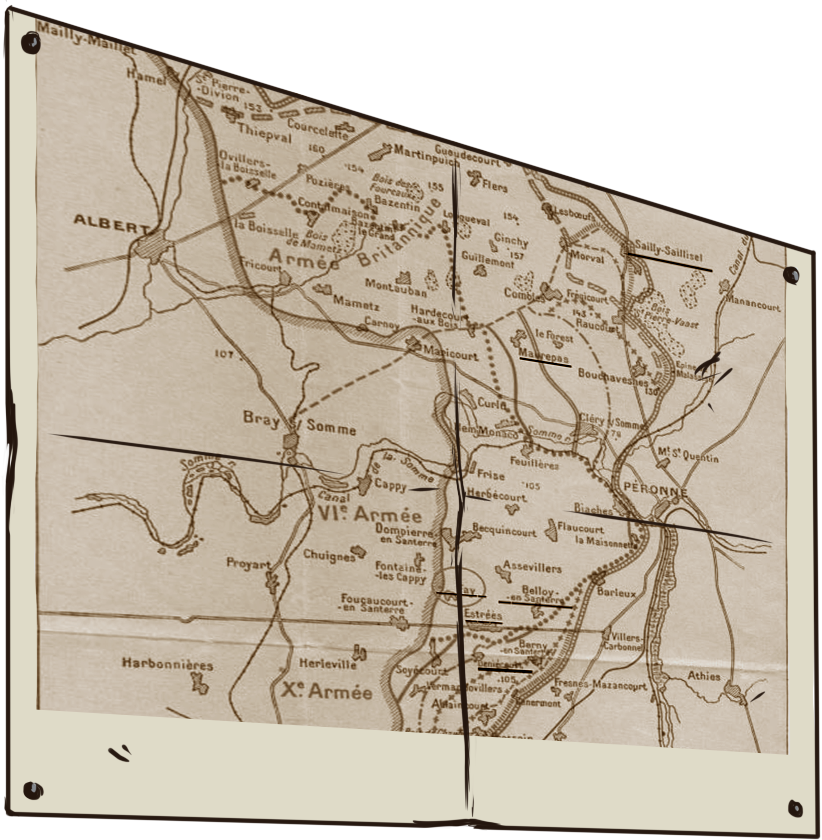 Mailly-Maillet
Hamel
St Pierre-
-Divion
153
Thiepval
Courcelette
160
Martinpuich
Gueudecourt
Flers
Ovillers-
la Boisselle
Pozières
154
Bois des
Fourcaux
155
Bazentin
Contalmaison
Bazentin
le Grand
Longueval
154
Lesbœufs
ALBERT
la Boisselle
Bois
de Mametz
Ginchy
157
Guillemont
Morval
Sailly-Saillisel
Canal du
Armée Britannique
Fricourt
Montauban
Combles
Frégicourt
Manancourt
Mametz
Carnoy
Hardecourt
-aux Bois
143
Rancourt
Bois
St Pierre-Vaast
le Forest
Maurepas
Maricourt
107
Bouchavesnes
130
Curlu
Bray s/ Somme
Hem Monacu
Somme
Cléry s/Somme
Feuillères
Mt St Quentin
Somme
de la Somme
Canal
Cappy
Frise
105
PÉRONNE
Herbécourt
Biaches
VIe. Armée
Dompierre
en Santerre
Becquincourt
Flaucourt
la Maisonnette
Proyart
Chuignes
Fontaine-
-les Cappy
Assevillers
Belloy-
-en Santerre
Barleux
Foucaucourt-
-en Santerre
Estrées
Villers-
Carbonnel
Berny
-en Santerre
Harbonnières
Herleville
Soyécourt
Deniécourt
105
Athies
Xe. Armée
Vermandovillers
Fresnes-Mazancourt
Ablaincourt